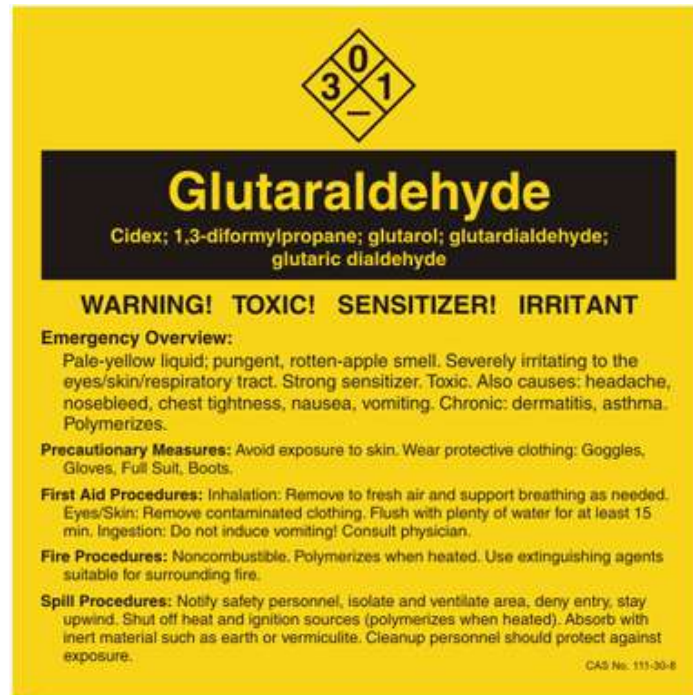 0
3 1
—
Glutaraldehyde
Cidex; 1,3-diformylpropane; glutarol; glutardialdehyde;
glutaric dialdehyde
WARNING! TOXIC! SENSITIZER! IRRITANT
Emergency Overview:
Pale-yellow liquid; pungent, rotten-apple smell. Severely irritating to the
eyes/skin/respiratory tract. Strong sensitizer. Toxic. Also causes: headache,
nosebleed, chest tightness, nausea, vomiting. Chronic: dermatitis, asthma.
Polymerizes.
Precautionary Measures: Avoid exposure to skin. Wear protective clothing: Goggles,
Gloves, Full Suit, Boots.
First Aid Procedures: Inhalation: Remove to fresh air and support breathing as needed.
Eyes/Skin: Remove contaminated clothing. Flush with plenty of water for at least 15
min. Ingestion: Do not induce vomiting! Consult physician.
Fire Procedures: Noncombustible. Polymerizes when heated. Use extinguishing agents
suitable for surrounding fire.
Spill Procedures: Notify safety personnel, isolate and ventilate area, deny entry, stay
upwind. Shut off heat and ignition sources (polymerizes when heated). Absorb with
inert material such as earth or vermiculite. Cleanup personnel should protect against
exposure.
CAS No. 111-30-8